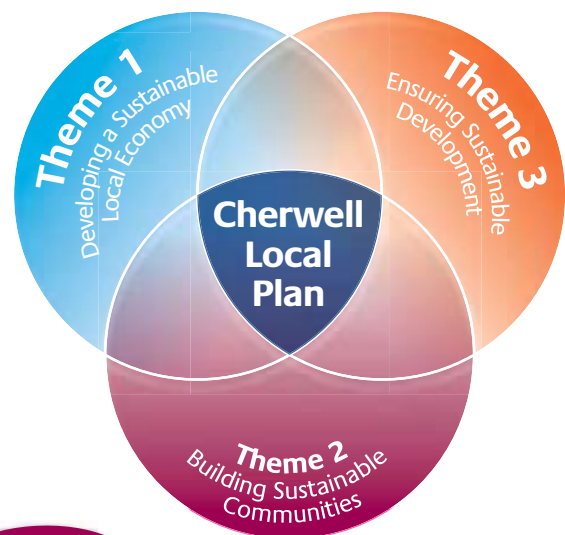 Theme 1
Developing a Sustainable
Local Economy
Theme 3
Ensuring Sustainable
Development
Cherwell
Local
Plan
Theme 2
Building Sustainable
Communities